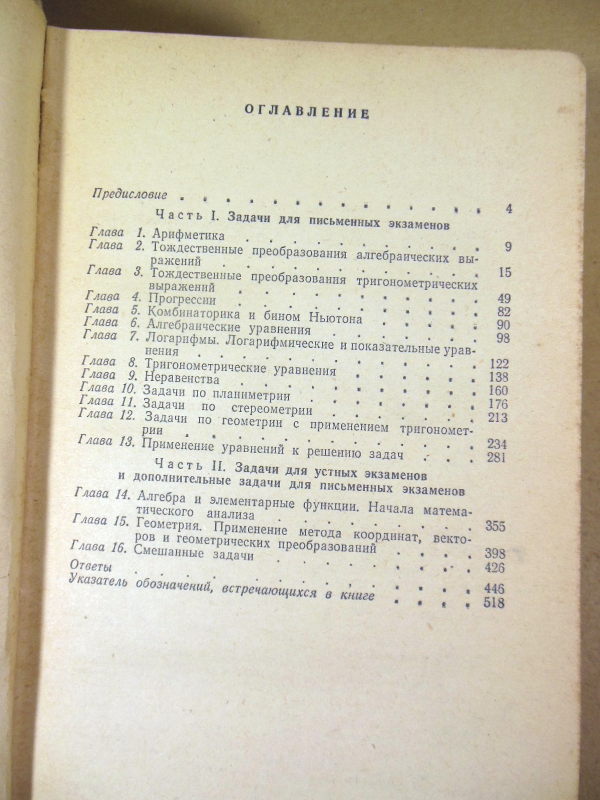 ОГЛАВЛЕНИЕ
Предисловие . . . . . . . . . . . . . . 4
Часть I. Задачи для письменных экзаменов
Глава 1. Арифметика . . . . . . . . . . . . 9
Глава 2. Тождественные преобразования алгебраических вы-
ражений . . . . . . . . . . . . 15
Глава 3. Тождественные преобразования тригонометрических
выражений . . . . . . . . . . . . 49
Глава 4. Прогрессии . . . . . . . . . . . . 82
Глава 5. Комбинаторика и бином Ньютона . . . . . 90
Глава 6. Алгебраические уравнения . . . . . . . 98
Глава 7. Логарифмы. Логарифмические и показательные урав-
нения . . . . . . . . . . . . 122
Глава 8. Тригонометрические уравнения . . . . . . 138
Глава 9. Неравенства . . . . . . . . . . . 160
Глава 10. Задачи по планиметрии . . . . . . . . 176
Глава 11. Задачи по стереометрии . . . . . . . 213
Глава 12. Задачи по геометрии с применением тригономет-
рии . . . . . . . . . . . . 234
Глава 13. Применение уравнений к решению задач . . . 281
Часть II. Задачи для устных экзаменов
и дополнительные задачи для письменных экзаменов
Глава 14. Алгебра и элементарные функции. Начала матема-
тического анализа . . . . . . . . 355
Глава 15. Геометрия. Применение метода координат, векто-
ров и геометрических преобразований . . . . 398
Глава 16. Смешанные задачи . . . . . . . . 426
Ответы . . . . . . . . . . . . . . 446
Указатель обозначений, встречающихся в книге . . . . 518